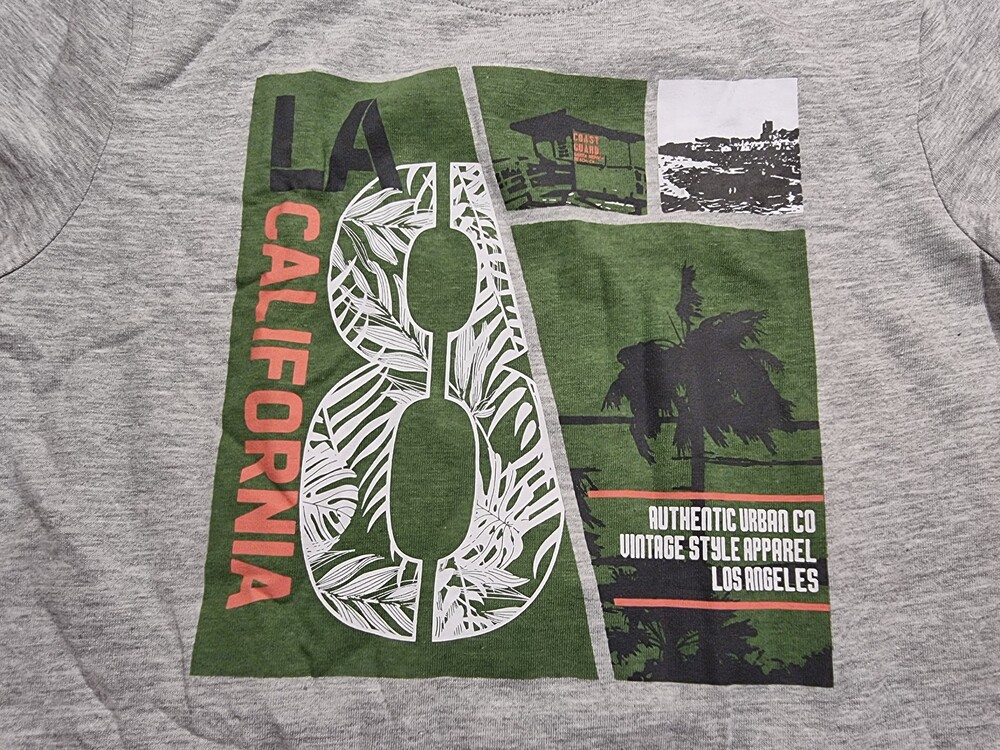 LA
CALIFORNIA
8
COAST
GUARD
AUTHENTIC URBAN CO
VINTAGE STYLE APPAREL
LOS ANGELES